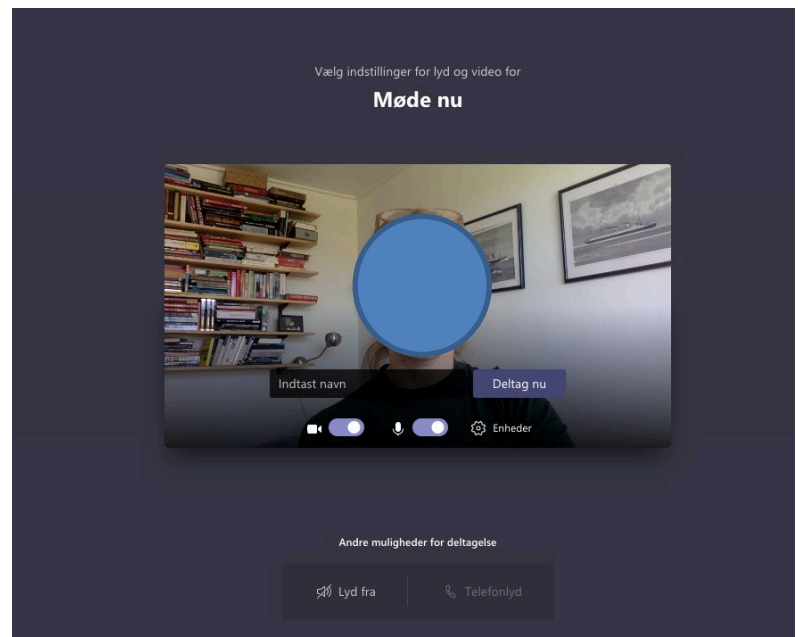 Vælg indstillinger for lyd og video for
Møde nu
Indtast navn
Deltag nu
Enheder
Andre muligheder for deltagelse
Lyd fra
Telefonlyd